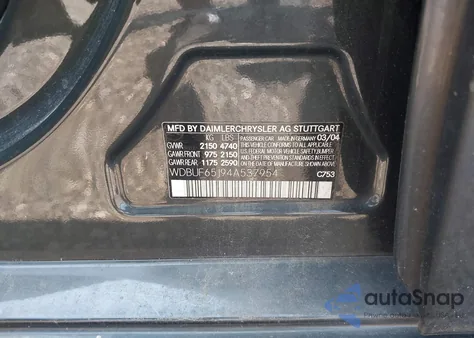 MFD BY DAIMLERCHRYSLER AG STUTTGART
KG LBS PASSENGER CAR MADE IN GERMANY 03/04
GVWR 2150 4740
GAWR FRONT 975 2150
GAWR REAR 1175 2590
THIS VEHICLE CONFORMS TO ALL APPLICABLE
U.S. FEDERAL MOTOR VEHICLE SAFETY, BUMPER
AND THEFT PREVENTION STANDARDS IN EFFECT
ON THE DATE OF MANUFACTURE SHOWN ABOVE
WDBUF65J94A537954 C753
autoSnap